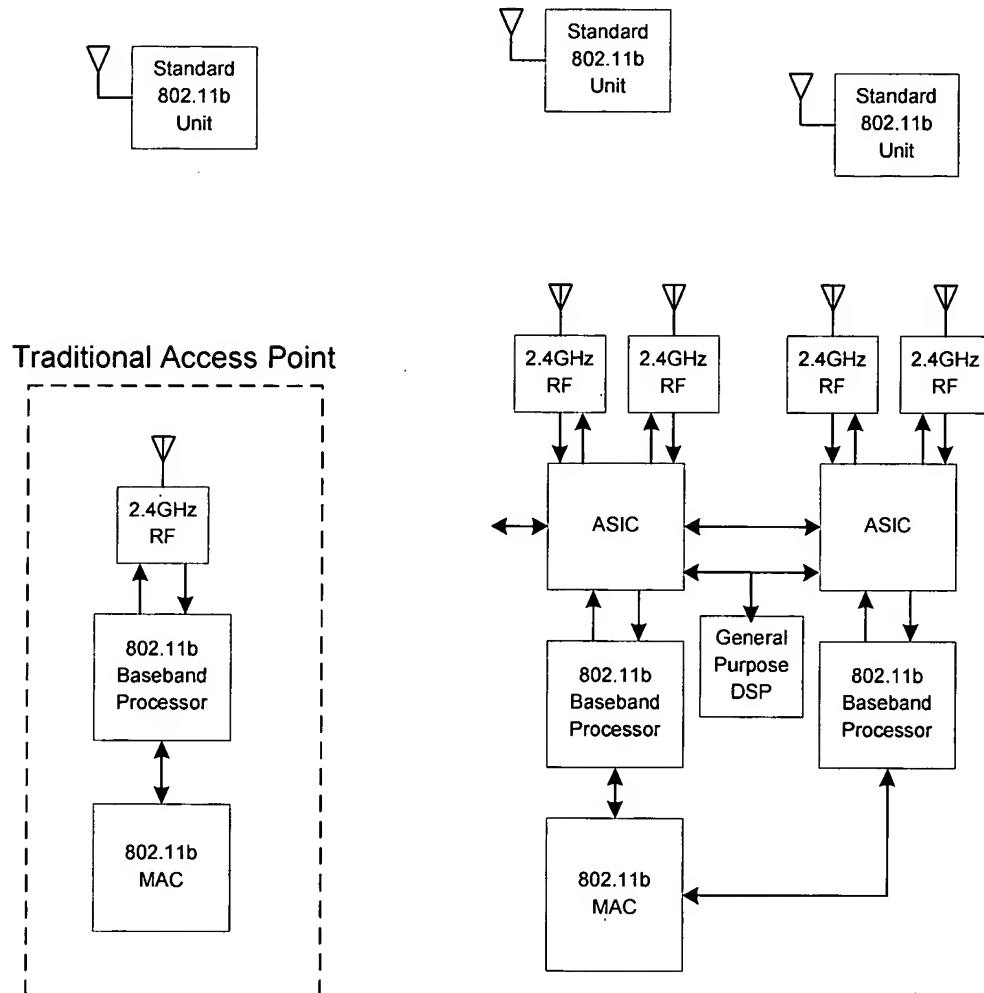 Standard
802.11b
Unit
Standard
802.11b
Unit
Standard
802.11b
Unit
Traditional Access Point
2.4GHz
RF
802.11b
Baseband
Processor
802.11b
MAC
2.4GHz
RF
2.4GHz
RF
2.4GHz
RF
2.4GHz
RF
ASIC
ASIC
802.11b
Baseband
Processor
General
Purpose
DSP
802.11b
Baseband
Processor
802.11b
MAC